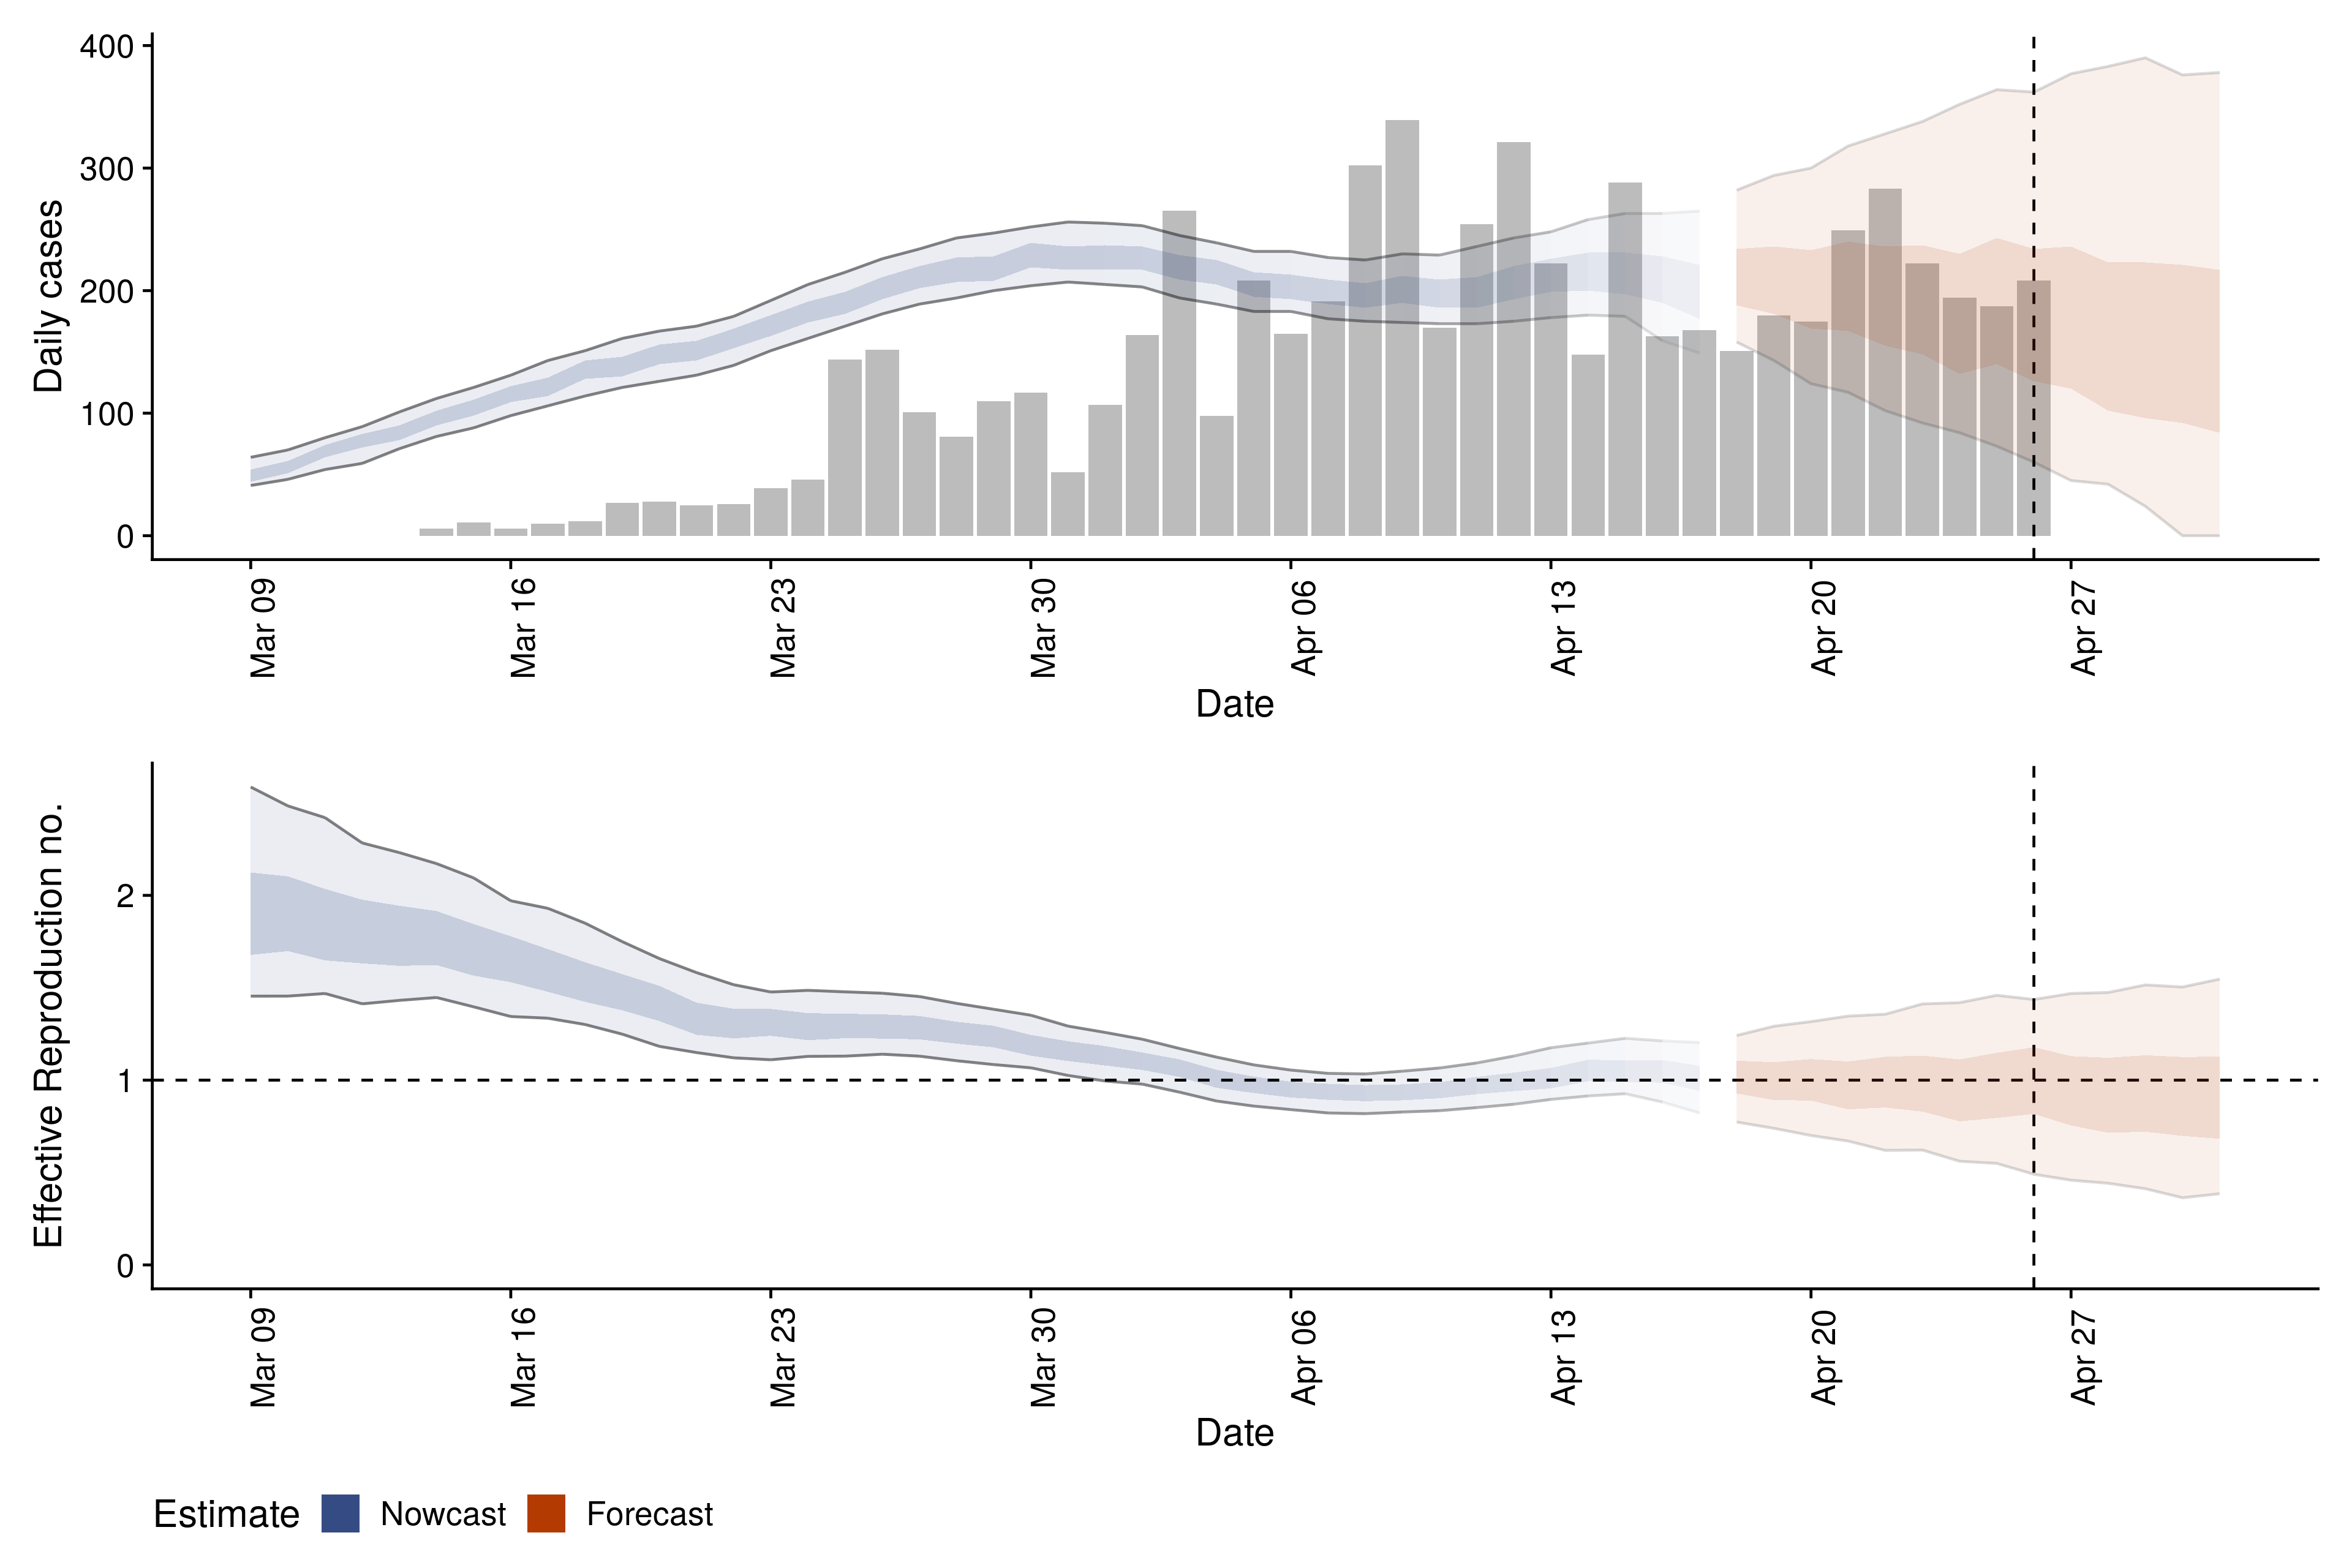 400
300
200
100
0
Daily cases
Mar 09
Mar 16
Mar 23
Mar 30
Apr 06
Apr 13
Apr 20
Apr 27
Date
2
1
0
Effective Reproduction no.
Mar 09
Mar 16
Mar 23
Mar 30
Apr 06
Apr 13
Apr 20
Apr 27
Date
Estimate Nowcast Forecast